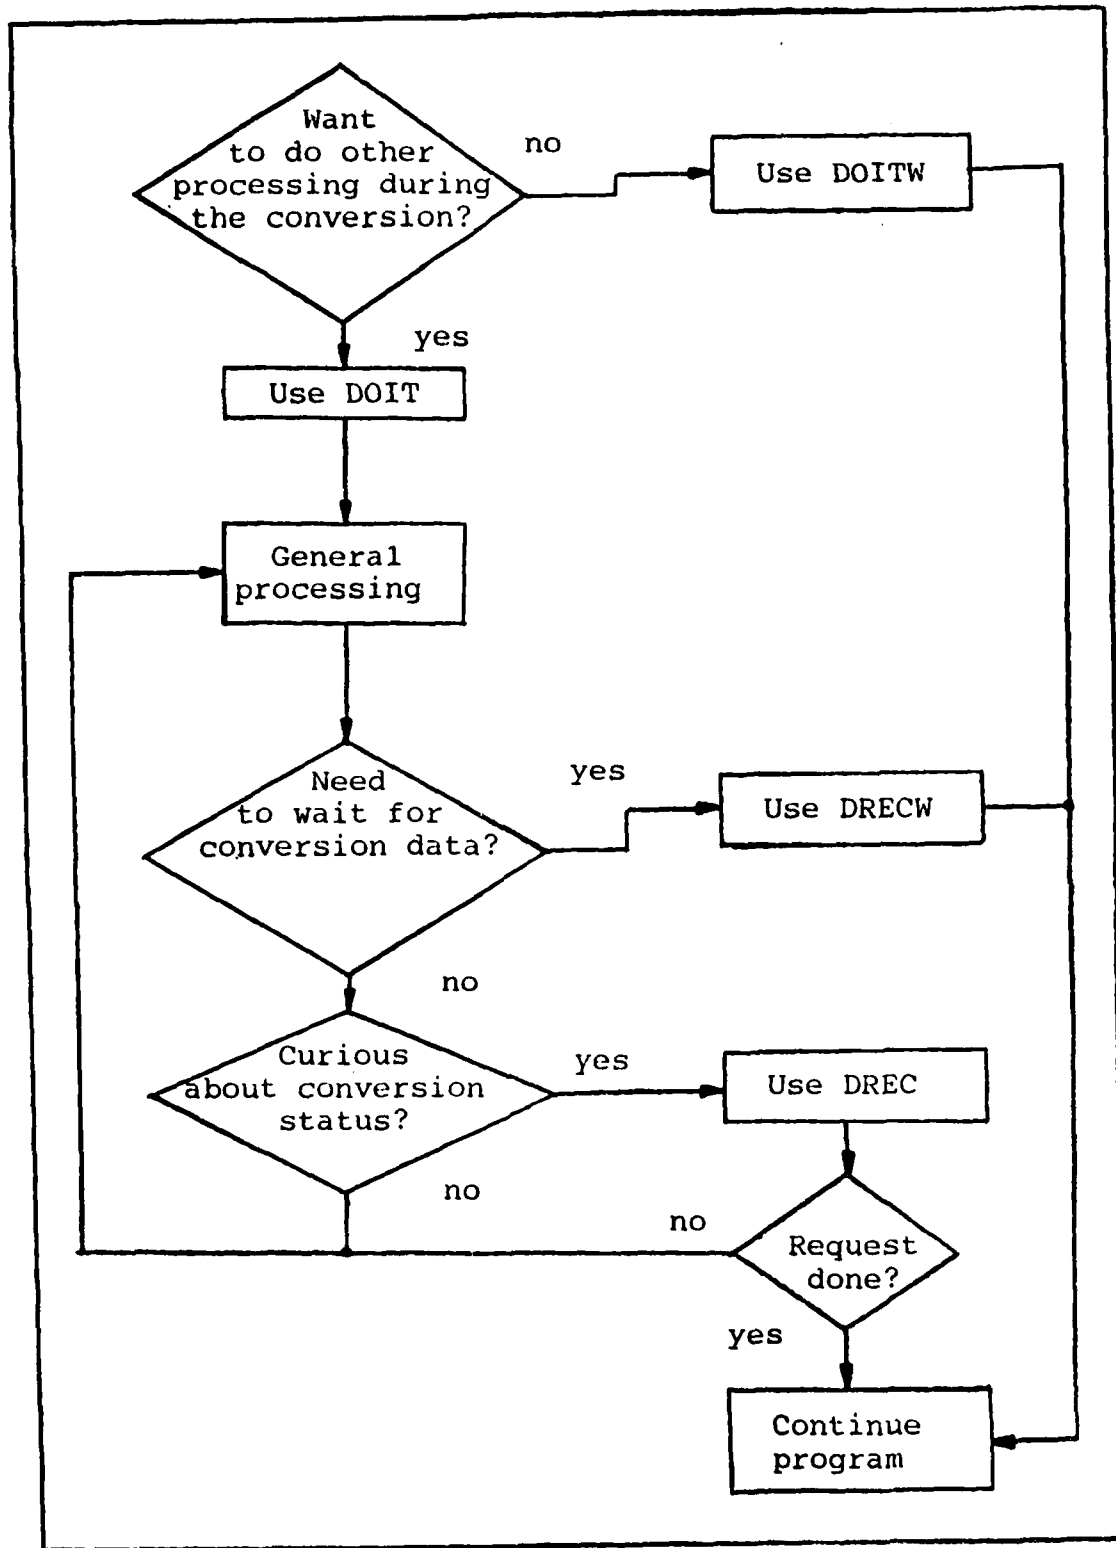 Want
to do other
processing during
the conversion?
no
Use DOITW
yes
Use DOIT
General
processing
Need
to wait for
conversion data?
yes
Use DRECW
no
Curious
about conversion
status?
yes
Use DREC
no
no
Request
done?
yes
Continue
program